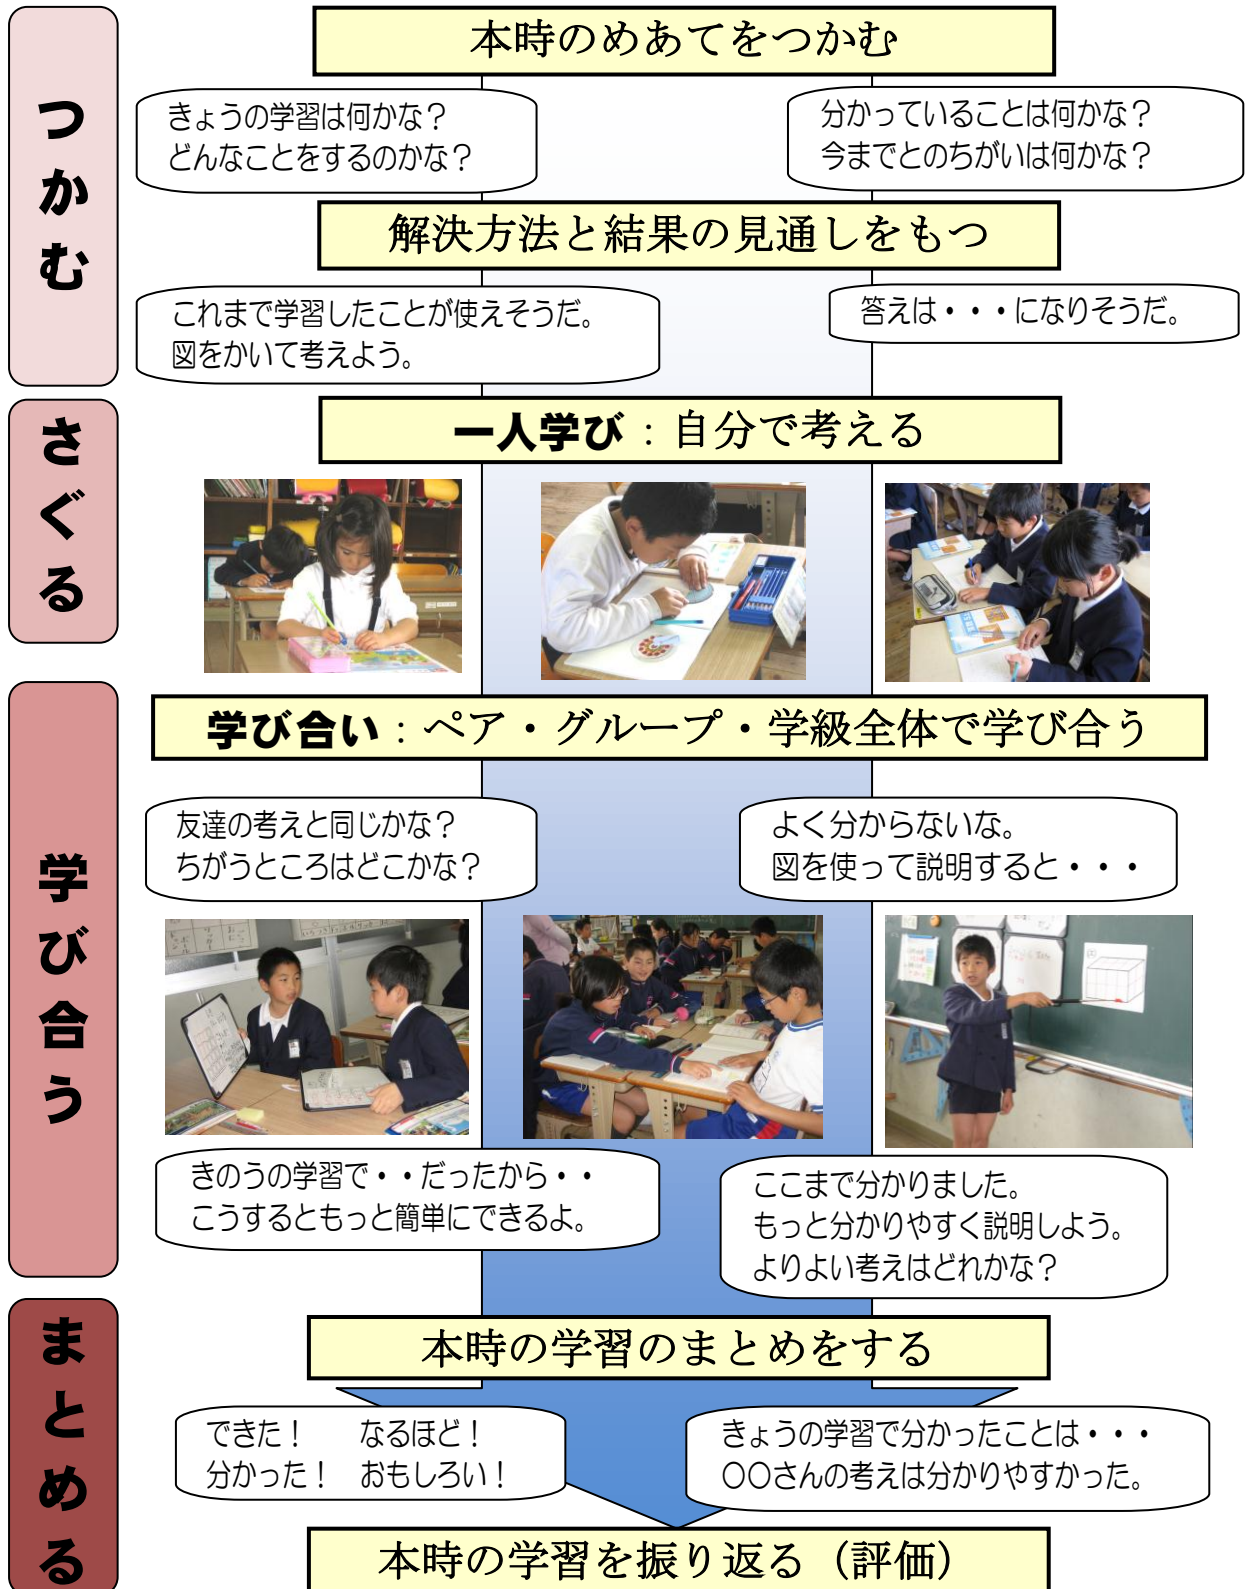 つかむ
本時のめあてをつかむ
きょうの学習は何かな？
どんなことをするのかな？
分かっていることは何かな？
今までとのちがいは何かな？
解決方法と結果の見通しをもつ
これまで学習したことが使えそうだ。
図をかいて考えよう。
答えは・・・になりそうだ。
さぐる
一人学び：自分で考える
学び合う
学び合い：ペア・グループ・学級全体で学び合う
友達の考えと同じかな？
ちがうところはどこかな？
よく分からないな。
図を使って説明すると・・・
きのうの学習で・・だったから・・
こうするともっと簡単にできるよ。
ここまで分かりました。
もっと分かりやすく説明しよう。
よりよい考えはどれかな？
まとめる
本時の学習のまとめをする
できた！　なるほど！
分かった！　おもしろい！
きょうの学習で分かったことは・・・
○○さんの考えは分かりやすかった。
本時の学習を振り返る（評価）